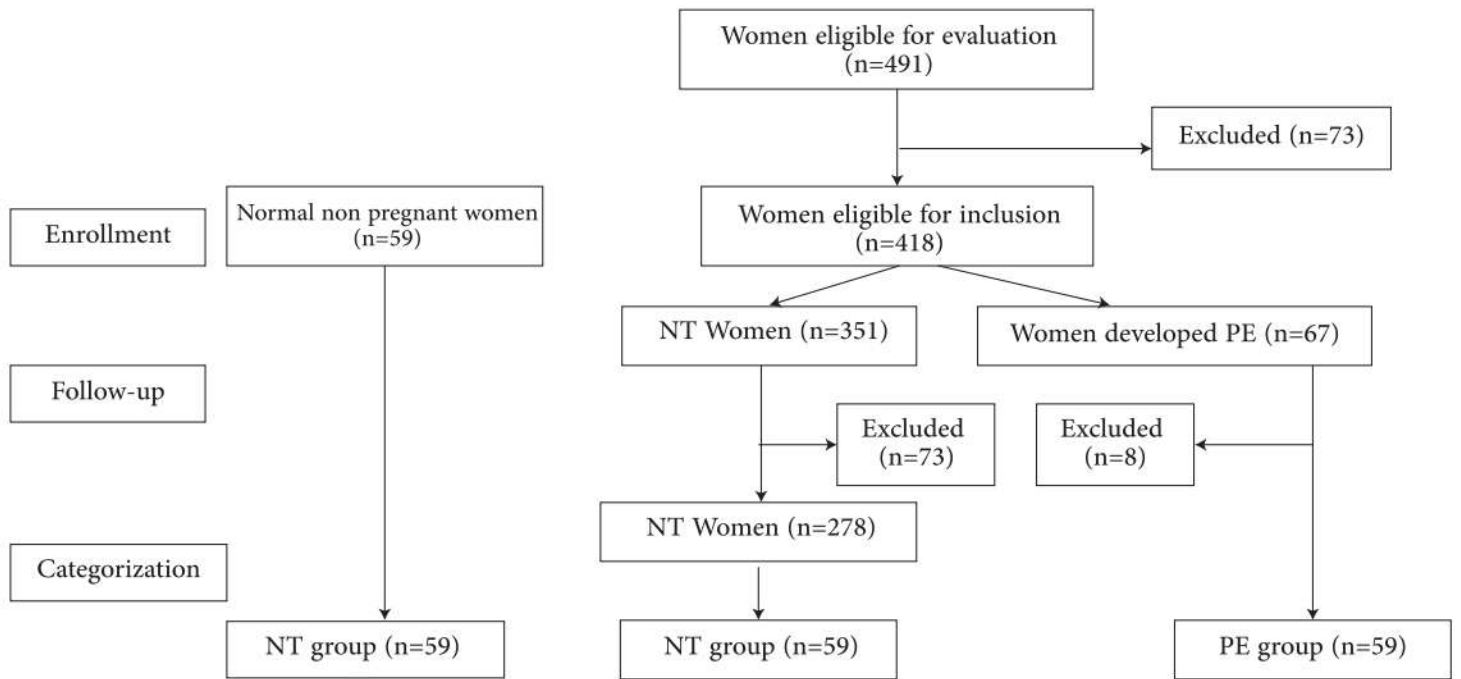 Women eligible for evaluation
(n=491)
Excluded (n=73)
Enrollment
Normal non pregnant women
(n=59)
Women eligible for inclusion
(n=418)
NT Women (n=351)
Women developed PE (n=67)
Follow-up
Excluded
(n=73)
Excluded
(n=8)
NT Women (n=278)
Categorization
NT group (n=59)
NT group (n=59)
PE group (n=59)